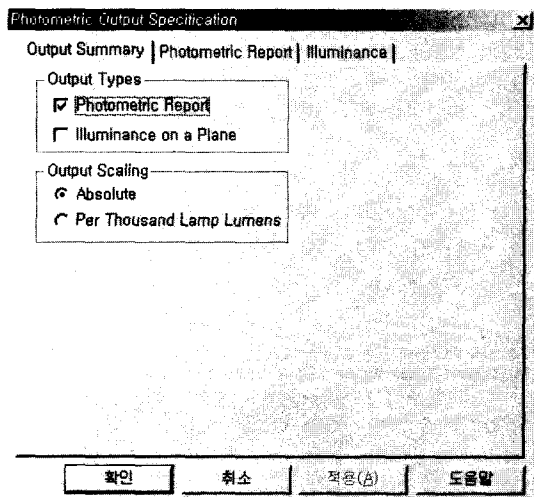 Photometric Output Specification
Output Summary Photometric Report Illuminance
Output Types
Photometric Report
Illuminance on a Plane
Output Scaling
Absolute
Per Thousand Lamp Lumens
확인 취소 적용(A) 도움말